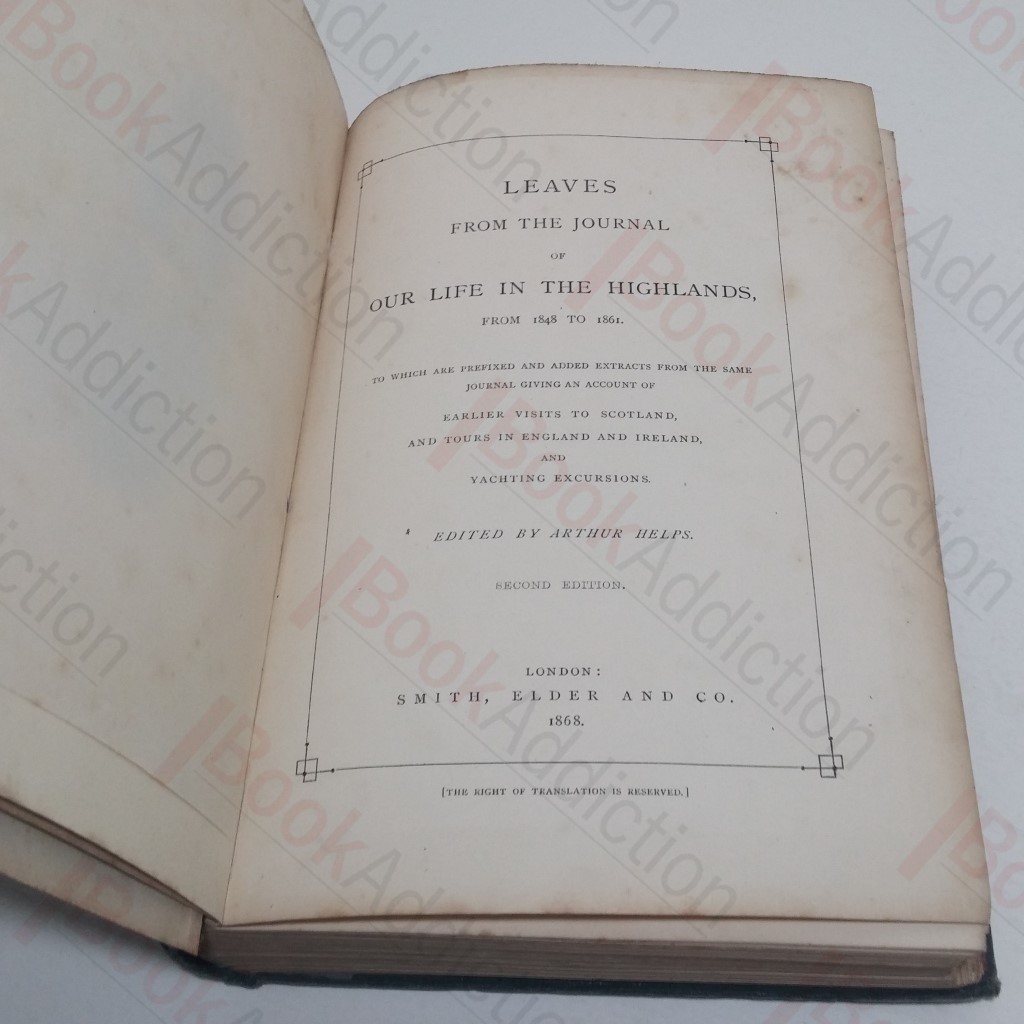 LEAVES
FROM THE JOURNAL
OF
OUR LIFE IN THE HIGHLANDS,
FROM 1848 TO 1861.
TO WHICH ARE PREFIXED AND ADDED EXTRACTS FROM THE SAME
JOURNAL GIVING AN ACCOUNT OF
EARLIER VISITS TO SCOTLAND,
AND TOURS IN ENGLAND AND IRELAND,
AND
YACHTING EXCURSIONS.
EDITED BY ARTHUR HELPS.
SECOND EDITION.
LONDON:
SMITH, ELDER AND CO.
1868.
[THE RIGHT OF TRANSLATION IS RESERVED.]
BookAddiction